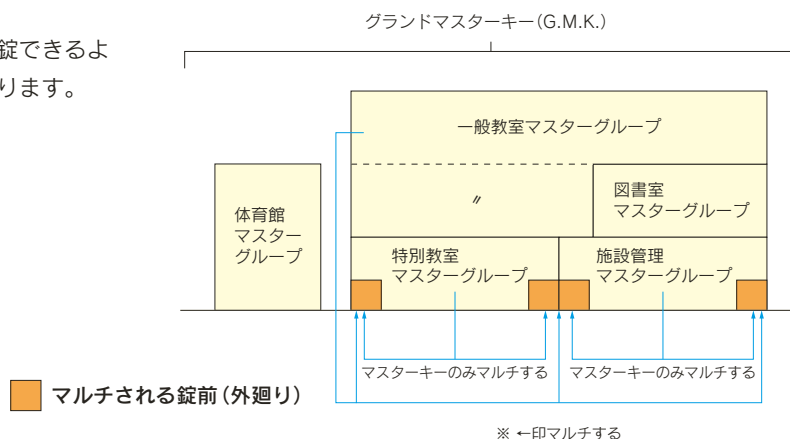 グランドマスターキー(G.M.K.)
錠できるよ
ります。
一般教室マスターグループ
〃
図書室
マスターグループ
体育館
マスター
グループ
特別教室
マスターグループ
施設管理
マスターグループ
マスターキーのみマルチする
マスターキーのみマルチする
マルチされる錠前(外廻り)
※ ←印マルチする